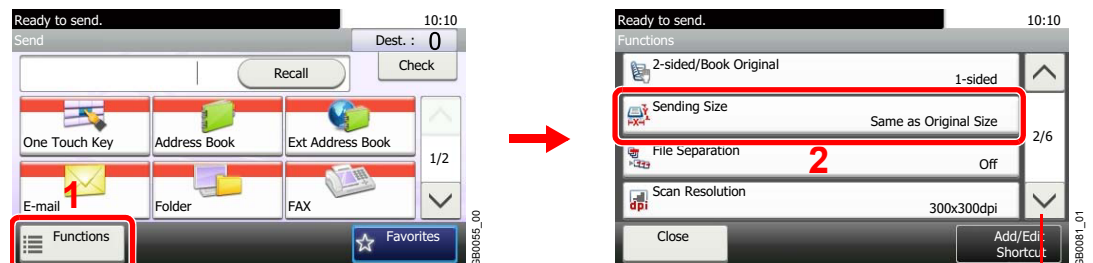 Ready to send. 10:10
Send Dest. : 0
Recall Check
One Touch Key Address Book Ext Address Book
1/2
E-mail Folder FAX
1
Functions Favorites
GB0055_00
Ready to send. 10:10
Functions
2-sided/Book Original
1-sided
Sending Size
Same as Original Size
2/6
File Separation
Off
2
Scan Resolution
dpi
300x300dpi
Close Add/Edit
Shortcut
GB0081_01